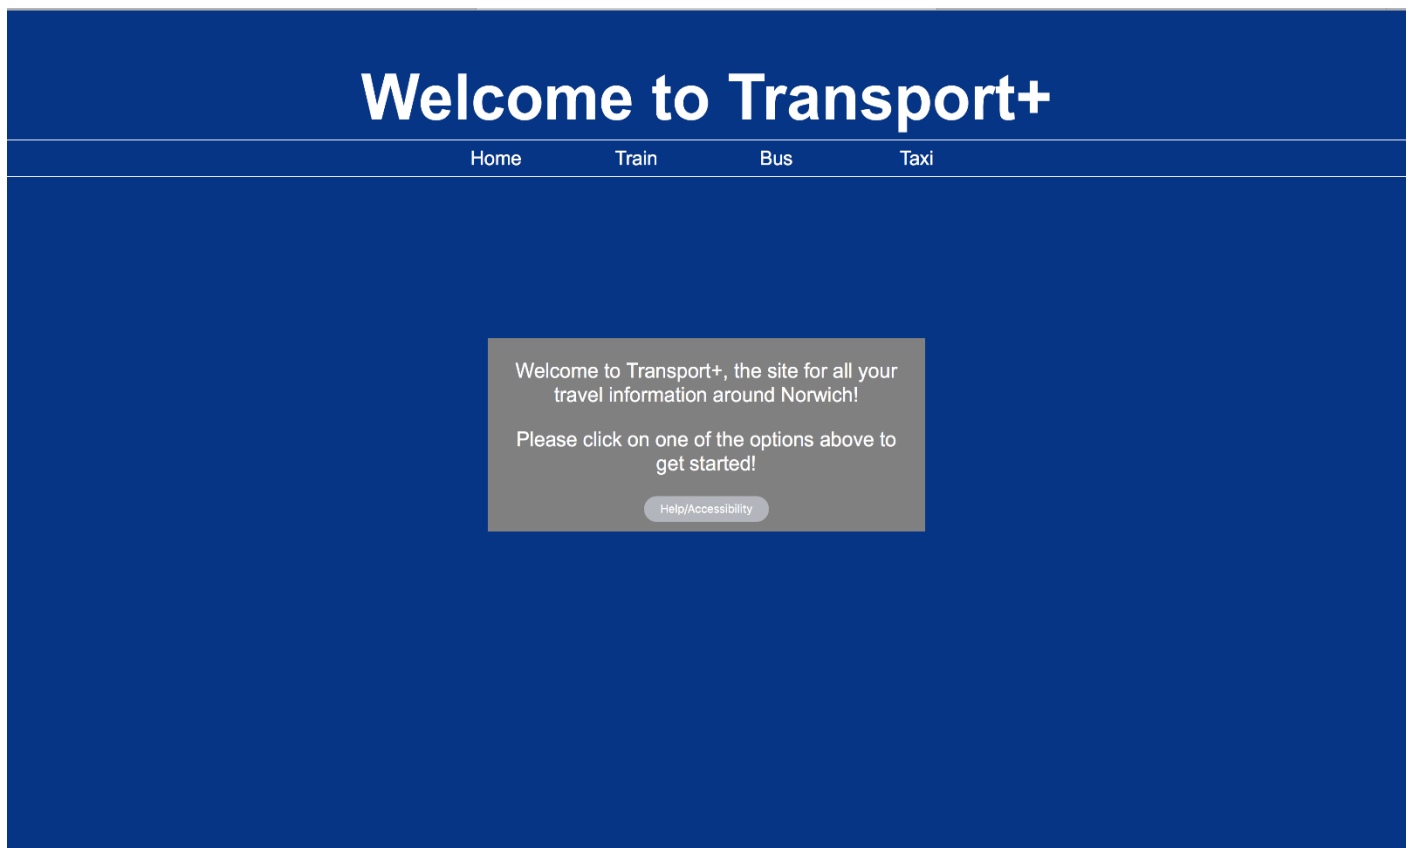 Welcome to Transport+
Home Train Bus Taxi
Welcome to Transport+, the site for all your
travel information around Norwich!
Please click on one of the options above to
get started!
Help/Accessibility